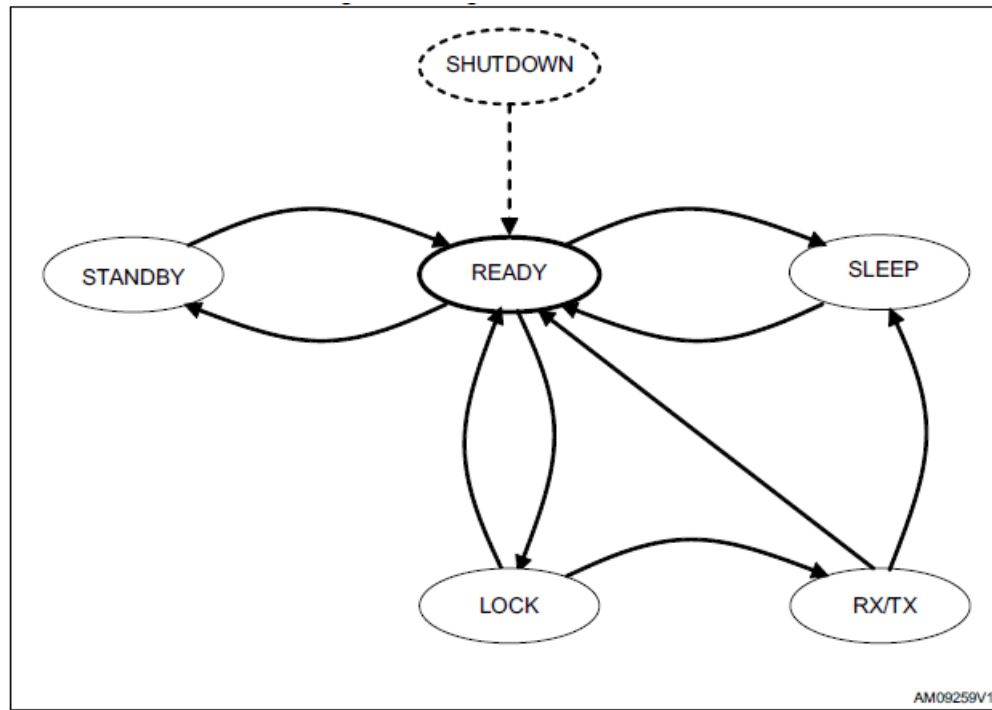 SHUTDOWN
STANDBY
READY
SLEEP
LOCK
RX/TX
AM09259V1